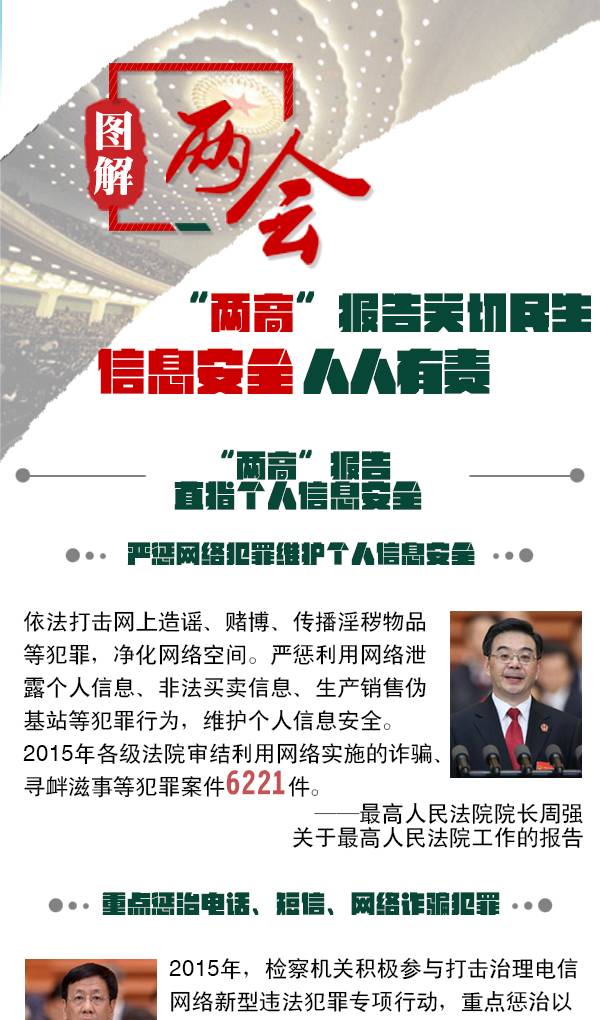 图解
两会
“两高”报告关切民生
信息安全 人人有责
“两高”报告
直指个人信息安全
严惩网络犯罪维护个人信息安全
依法打击网上造谣、赌博、传播淫秽物品
等犯罪，净化网络空间。严惩利用网络泄
露个人信息、非法买卖信息、生产销售伪
基站等犯罪行为，维护个人信息安全。
2015年各级法院审结利用网络实施的诈骗、
寻衅滋事等犯罪案件6221件。
——最高人民法院院长周强
关于最高人民法院工作的报告
重点惩治电话、短信、网络诈骗犯罪
2015年，检察机关积极参与打击治理电信
网络新型违法犯罪专项行动，重点惩治以